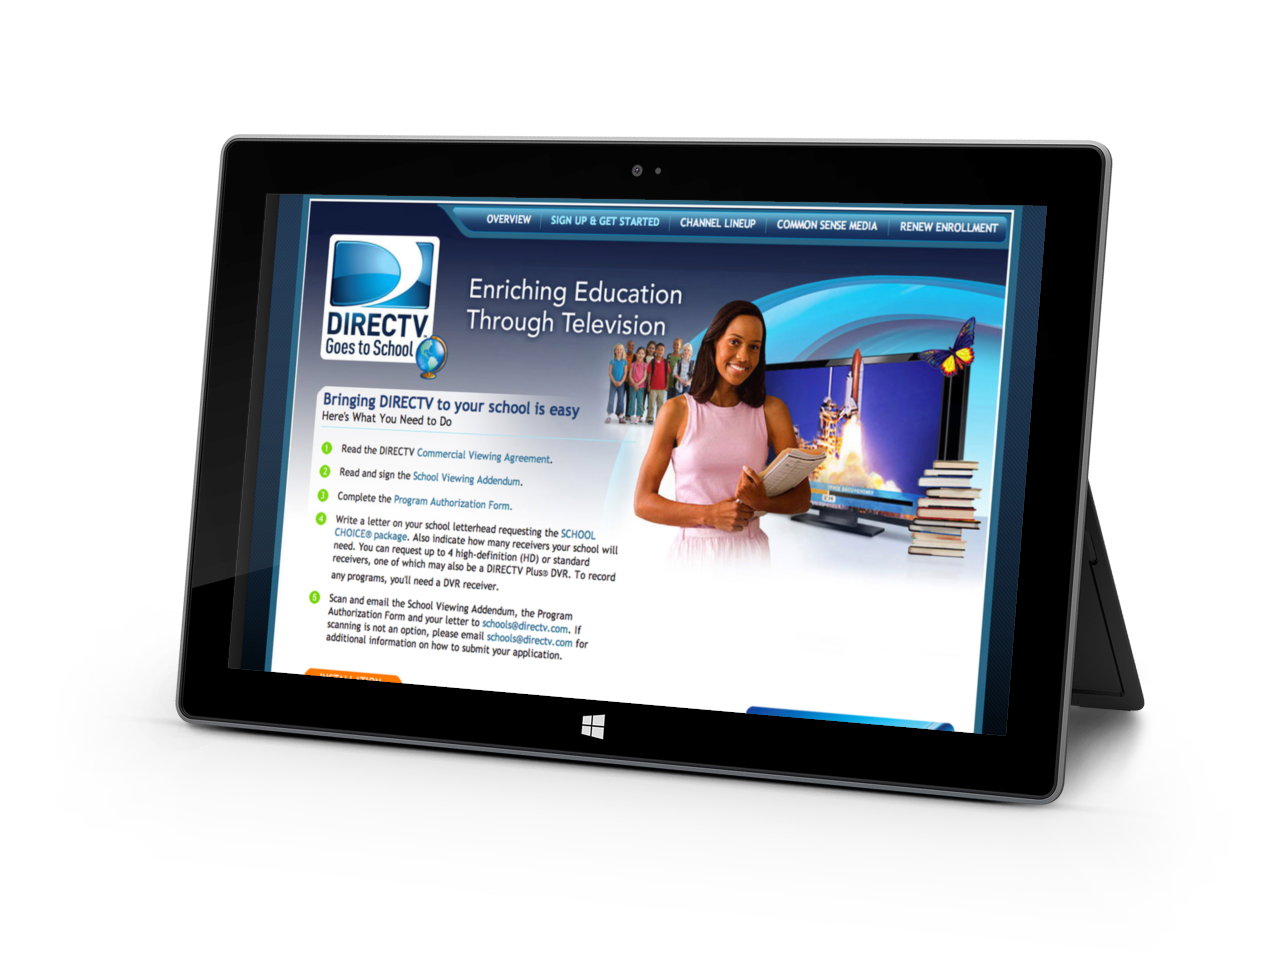 OVERVIEW
SIGN UP & GET STARTED
CHANNEL LINEUP
COMMON SENSE MEDIA
RENEW ENROLLMENT
DIRECTV
Goes to School
Enriching Education
Through Television
Bringing DIRECTV to your school is easy
Here's What You Need to Do
1 Read the DIRECTV Commercial Viewing Agreement.
2 Read and sign the School Viewing Addendum.
3 Complete the Program Authorization Form.
4 Write a letter on your school letterhead requesting the SCHOOL
CHOICE® package. Also indicate how many receivers your school will
need. You can request up to 4 high-definition (HD) or standard
receivers, one of which may also be a DIRECTV Plus® DVR. To record
any programs, you'll need a DVR receiver.
5 Scan and email the School Viewing Addendum, the Program
Authorization Form and your letter to schools@directv.com. If
scanning is not an option, please email schools@directv.com for
additional information on how to submit your application.
INSTALLATION